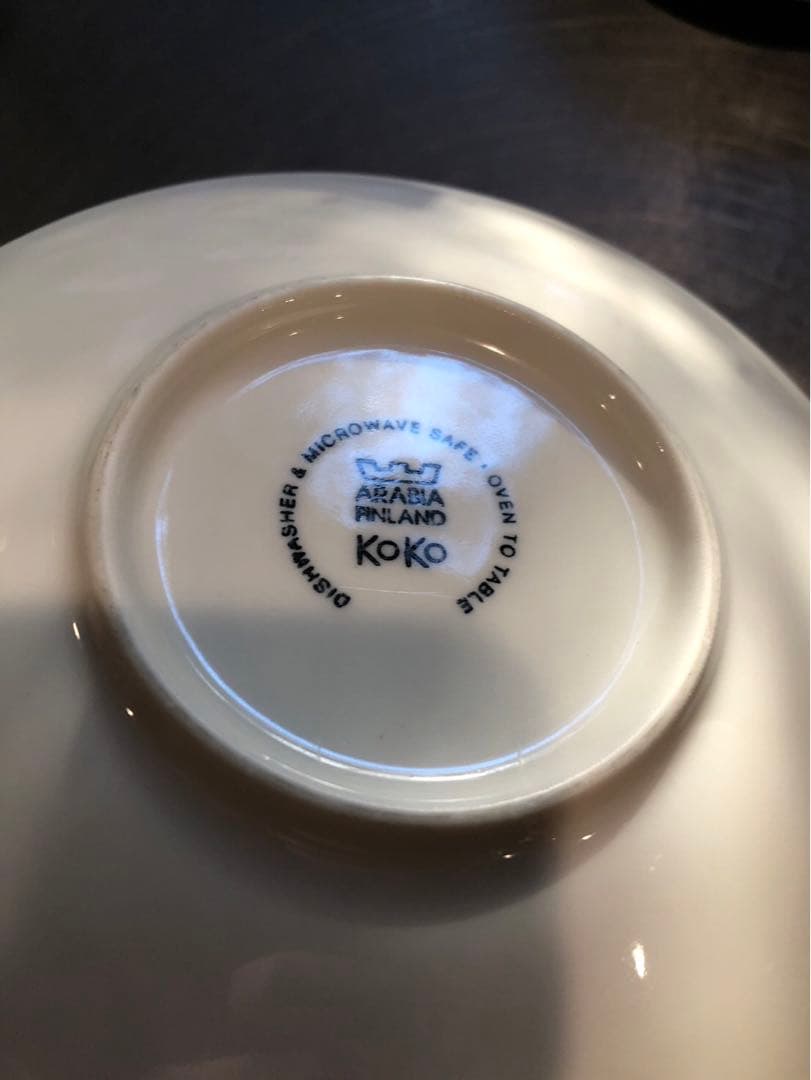 DISHWASHER & MICROWAVE SAFE · OVEN TO TABLE
ARABIA
FINLAND
KoKo